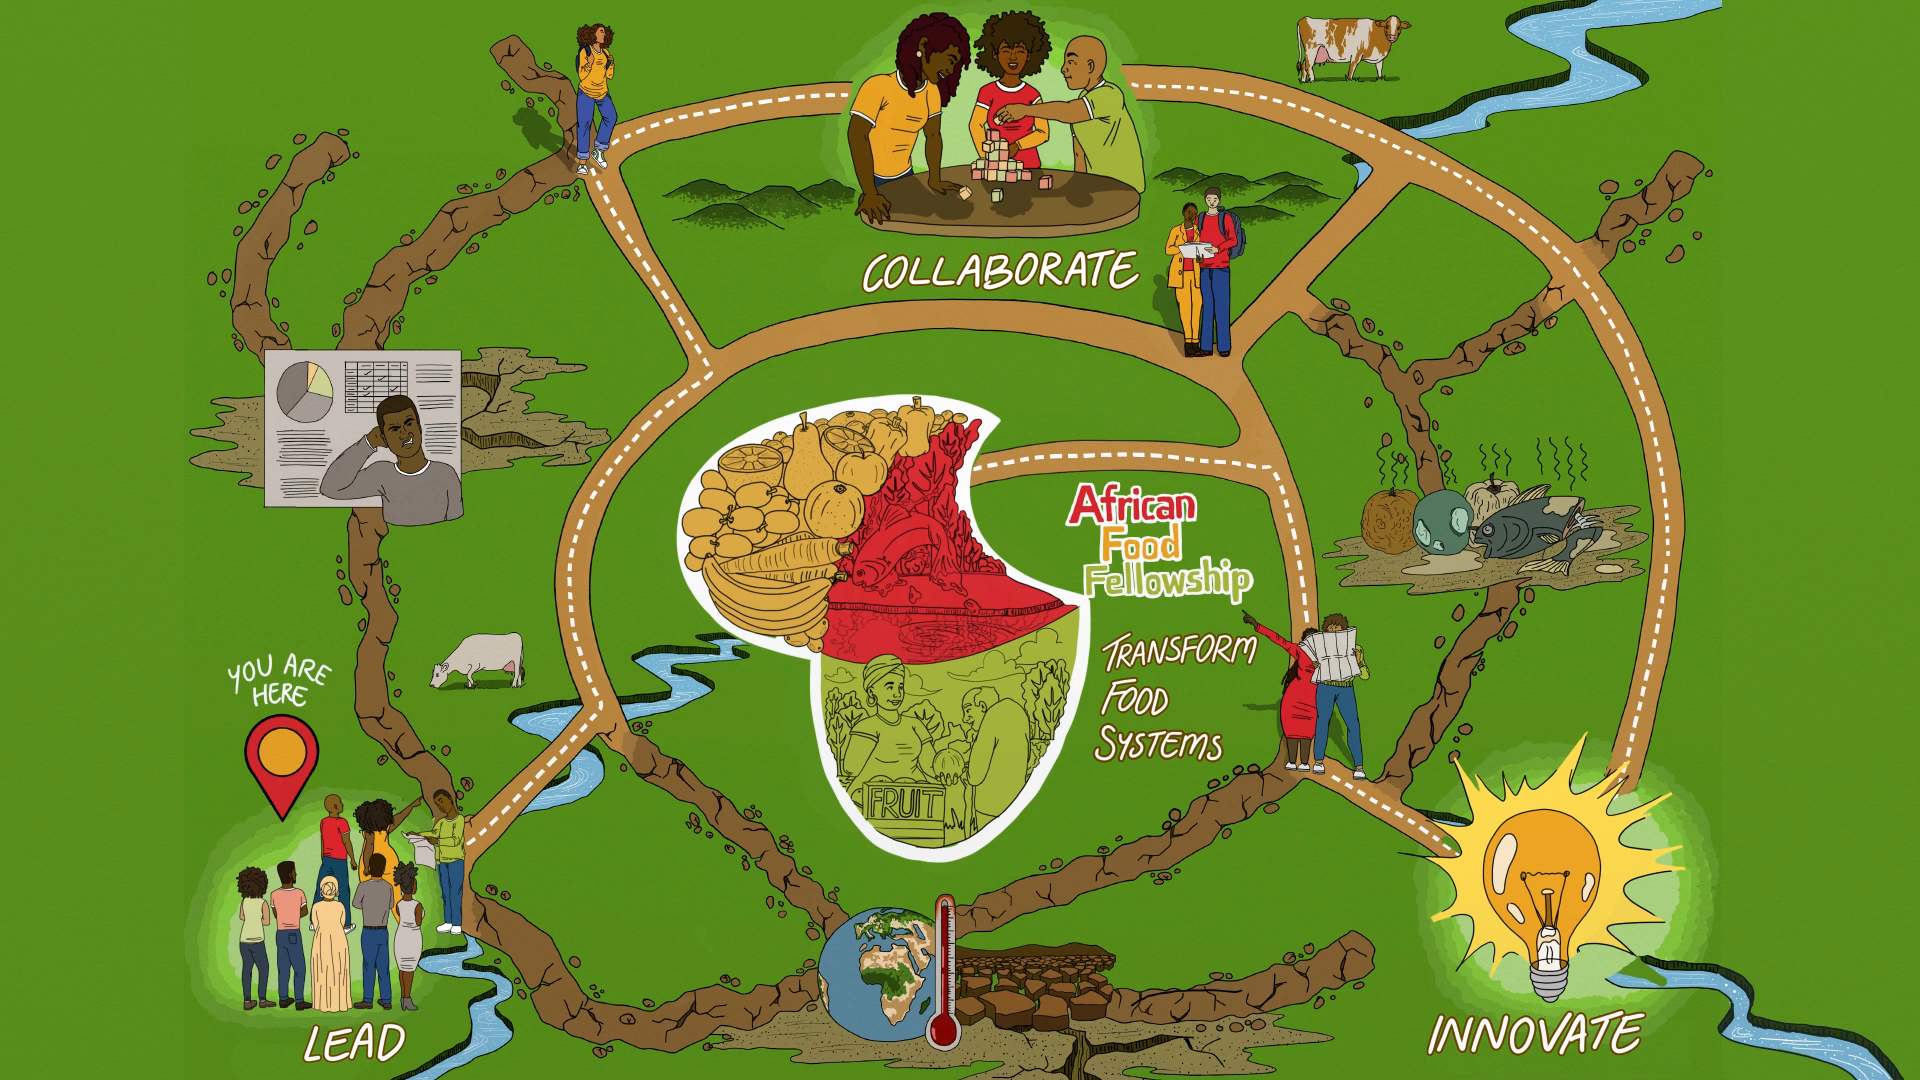 COLLABORATE
African
Food
Fellowship
TRANSFORM
FOOD
SYSTEMS
YOU ARE
HERE
FRUIT
LEAD
INNOVATE